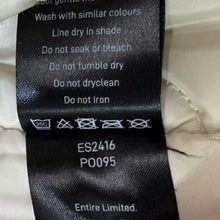 Wash with similar colours
Line dry in shade
Do not soak or bleach
Do not tumble dry
Do not dryclean
Do not iron
ES2416
PO095
Entire Limited.